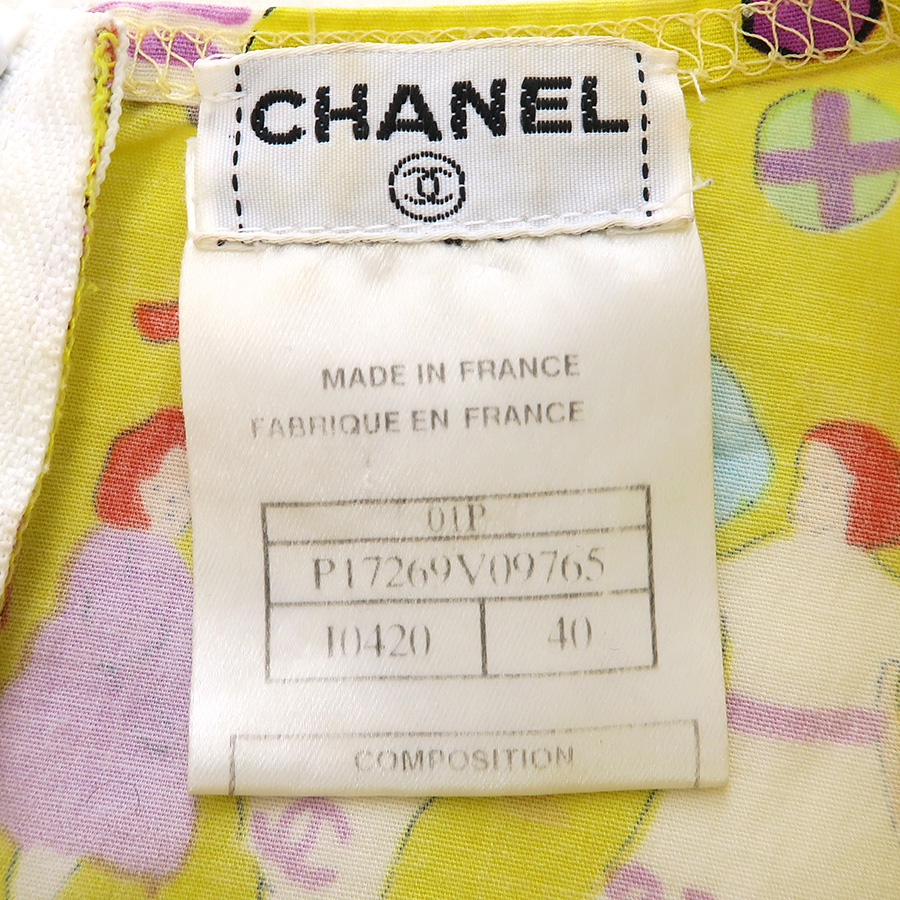 CHANEL
MADE IN FRANCE
FABRIQUE EN FRANCE
01P
P17269V09765
10420 40
COMPOSITION